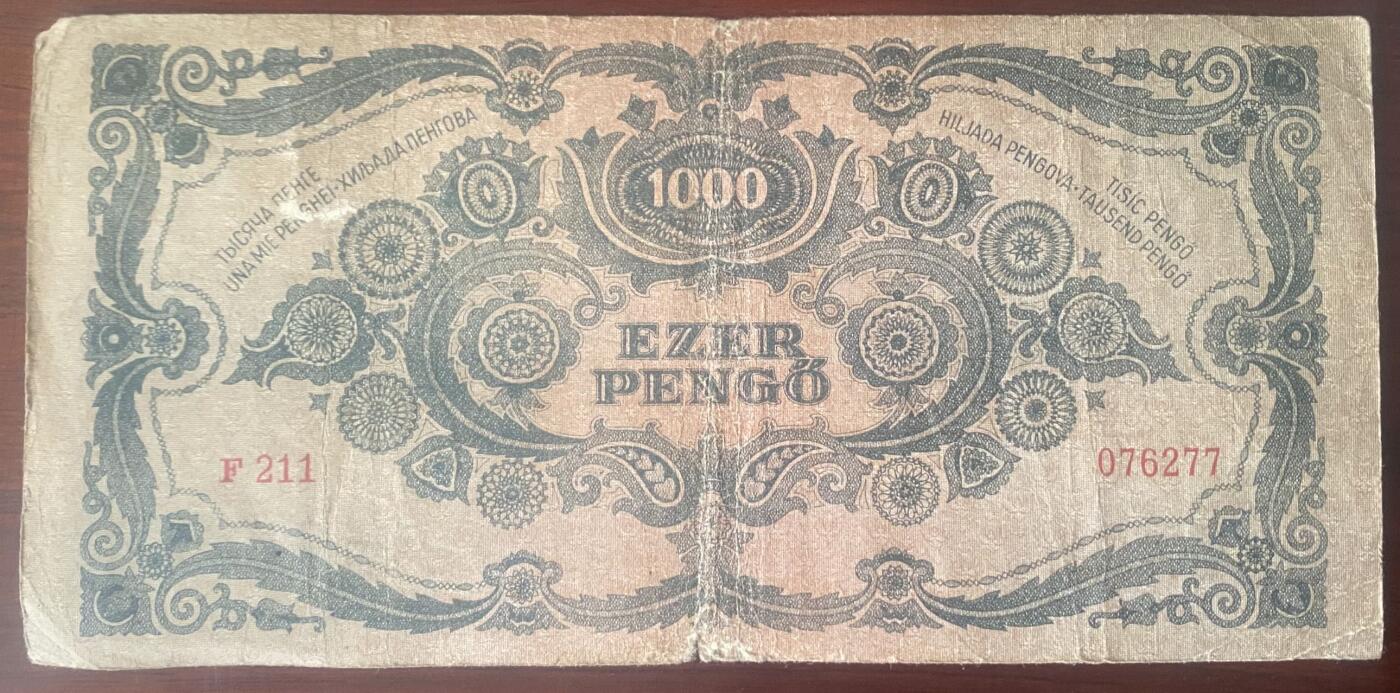 ТЫСЯЧА ПЕНГЕ
UNA MIE PENGHEI·ХИЉАДА ПЕНГОВА
1000
TISÍC PENGŐ
HILJADA PENGOVA·TAUSEND PENGŐ
EZER
PENGŐ
F 211
076277